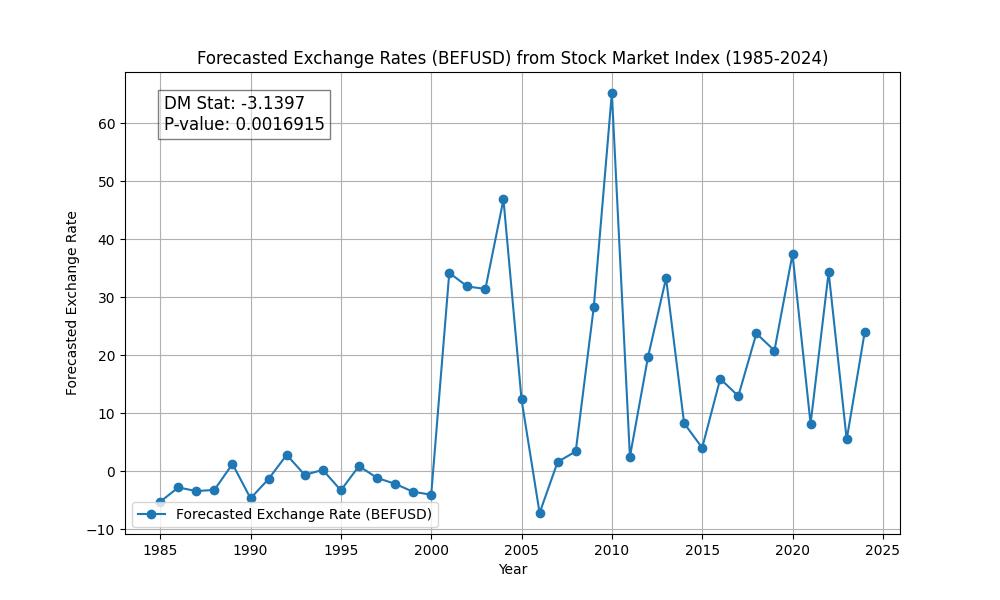 Forecasted Exchange Rates (BEFUSD) from Stock Market Index (1985-2024)
DM Stat: -3.1397
P-value: 0.0016915
60
50
40
30
20
10
0
−10
Forecasted Exchange Rate
Forecasted Exchange Rate (BEFUSD)
1985 1990 1995 2000 2005 2010 2015 2020 2025
Year